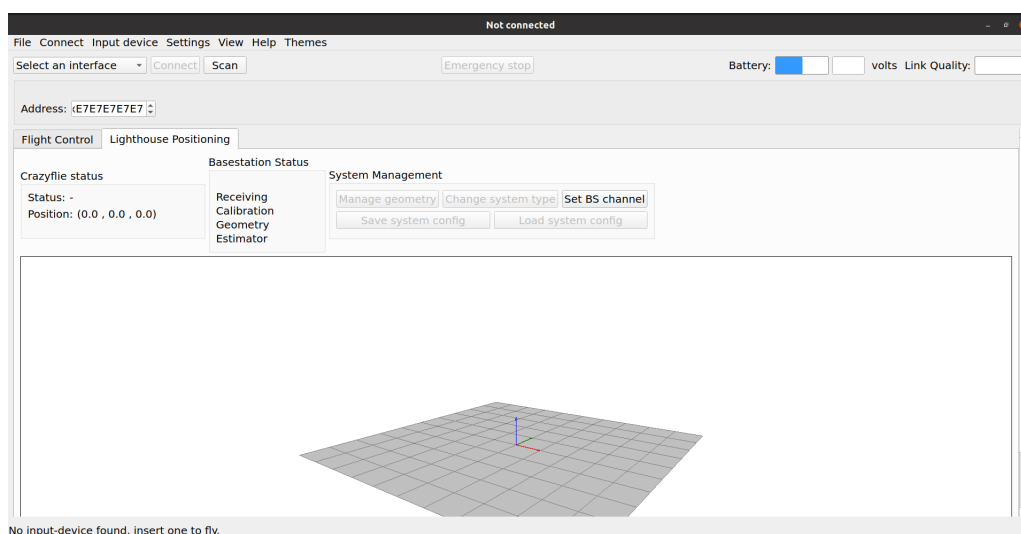 Not connected
File Connect Input device Settings View Help Themes
Select an interface Connect Scan Emergency stop Battery: volts Link Quality:
Address: E7E7E7E7E7
Flight Control Lighthouse Positioning
Crazyflie status
Status: -
Position: (0.0 , 0.0 , 0.0)
Basestation Status
Receiving
Calibration
Geometry
Estimator
System Management
Manage geometry Change system type Set BS channel
Save system config Load system config
No input-device found, insert one to fly.